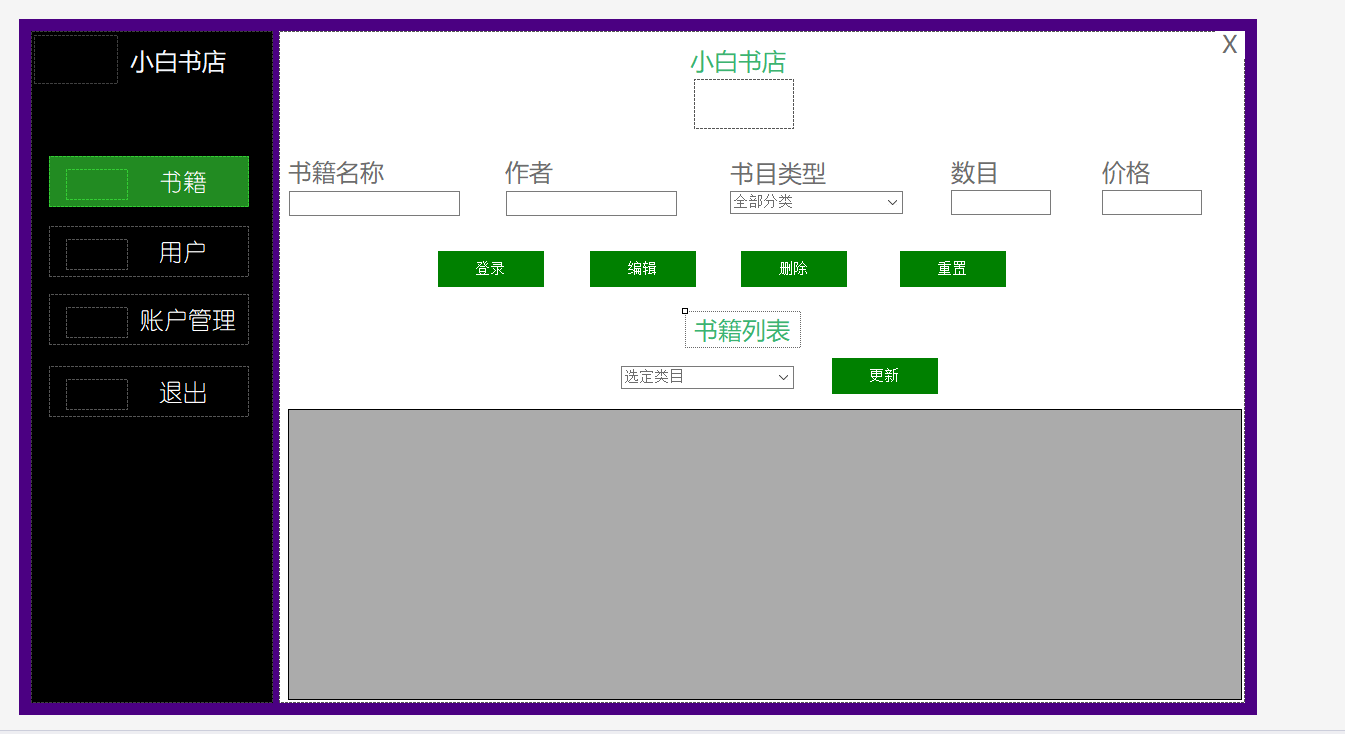 小白书店
书籍
用户
账户管理
退出
X
小白书店
书籍名称
作者
书目类型
数目
价格
全部分类
登录
编辑
删除
重置
书籍列表
选定类目
更新